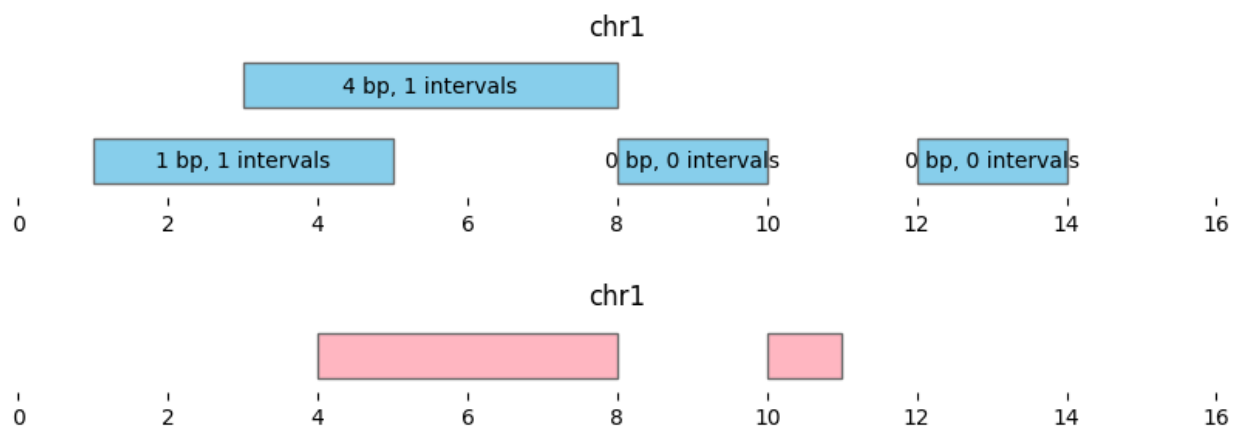 chr1
4 bp, 1 intervals
1 bp, 1 intervals
0 bp, 0 intervals
0 bp, 0 intervals
0 2 4 6 8 10 12 14 16
chr1
0 2 4 6 8 10 12 14 16